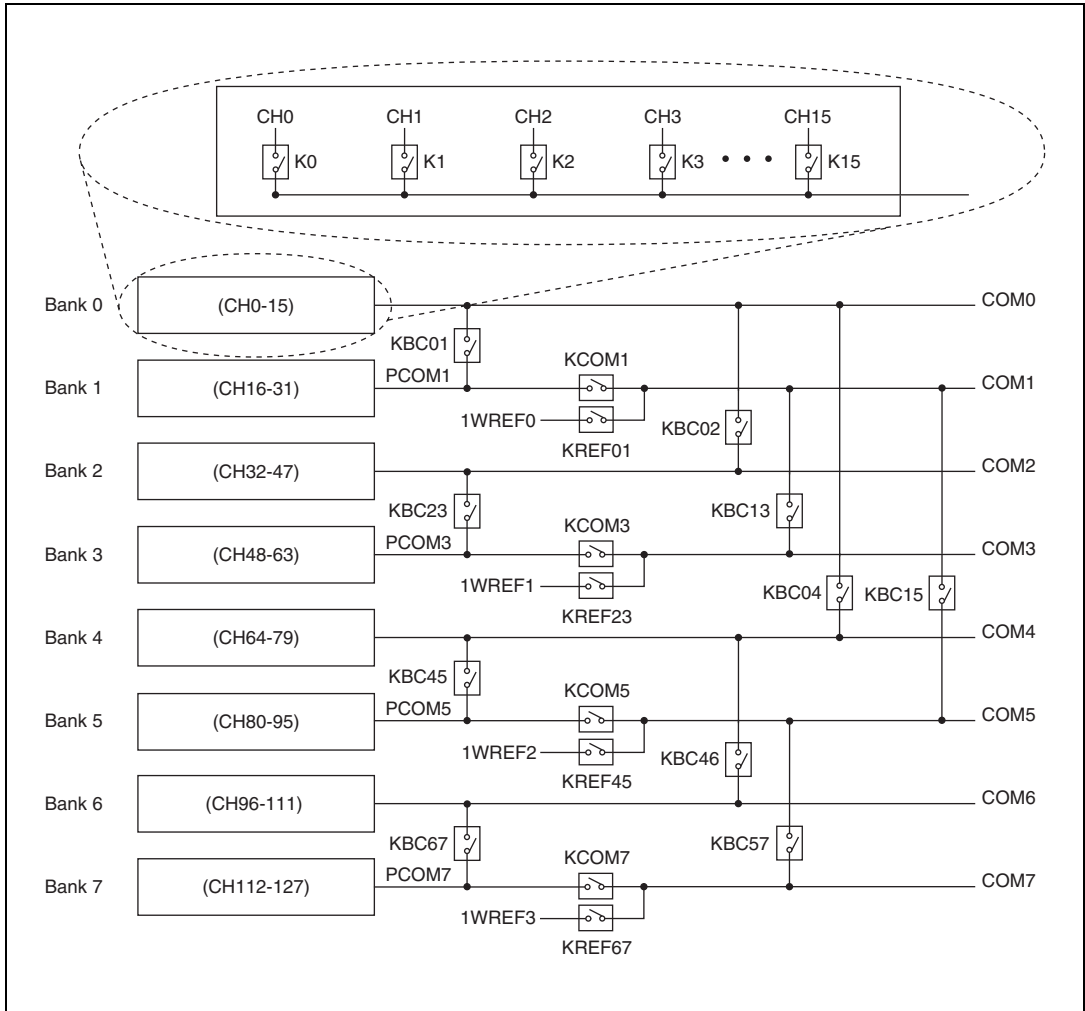 CH0 CH1 CH2 CH3 CH15
K0 K1 K2 K3 • • • K15
Bank 0 (CH0-15) COM0
KBC01 KCOM1
Bank 1 (CH16-31) PCOM1 COM1
1WREF0 KBC02
KREF01
Bank 2 (CH32-47) COM2
KBC23 KCOM3 KBC13
Bank 3 (CH48-63) PCOM3 COM3
1WREF1 KBC04 KBC15
KREF23
Bank 4 (CH64-79) COM4
KBC45 KCOM5
Bank 5 (CH80-95) PCOM5 COM5
1WREF2 KBC46
KREF45
Bank 6 (CH96-111) COM6
KBC67 KCOM7 KBC57
Bank 7 (CH112-127) PCOM7 COM7
1WREF3
KREF67